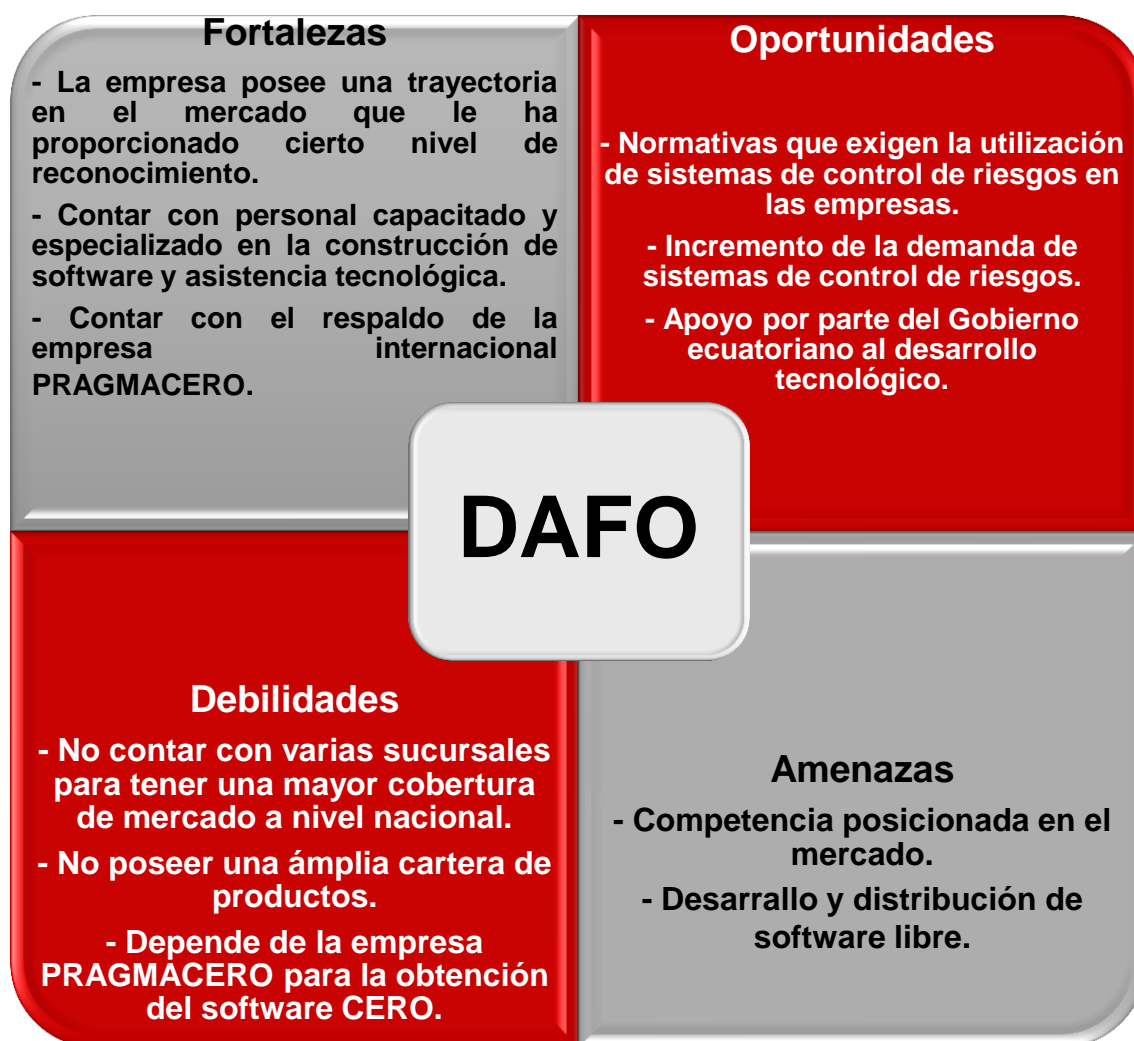 Fortalezas
- La empresa posee una trayectoria
en el mercado que le ha
proporcionado cierto nivel de
reconocimiento.
- Contar con personal capacitado y
especializado en la construcción de
software y asistencia tecnológica.
- Contar con el respaldo de la
empresa internacional
PRAGMACERO.
Oportunidades
- Normativas que exigen la utilización
de sistemas de control de riesgos en
las empresas.
- Incremento de la demanda de
sistemas de control de riesgos.
- Apoyo por parte del Gobierno
ecuatoriano al desarrollo
tecnológico.
DAFO
Debilidades
- No contar con varias sucursales
para tener una mayor cobertura
de mercado a nivel nacional.
- No poseer una ámplia cartera de
productos.
- Depende de la empresa
PRAGMACERO para la obtención
del software CERO.
Amenazas
- Competencia posicionada en el
mercado.
- Desarrallo y distribución de
software libre.